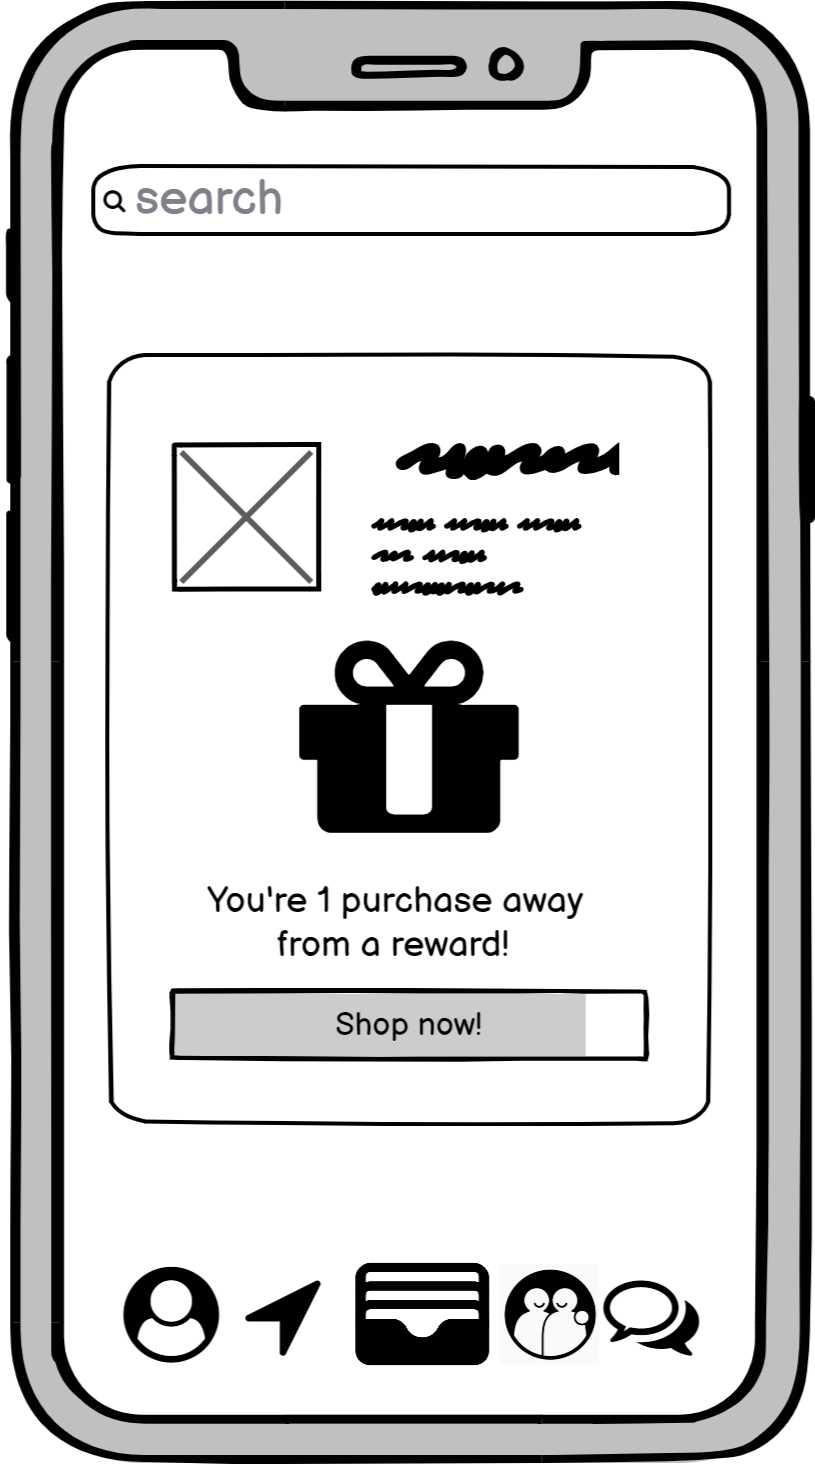 search
You're 1 purchase away
from a reward!
Shop now!